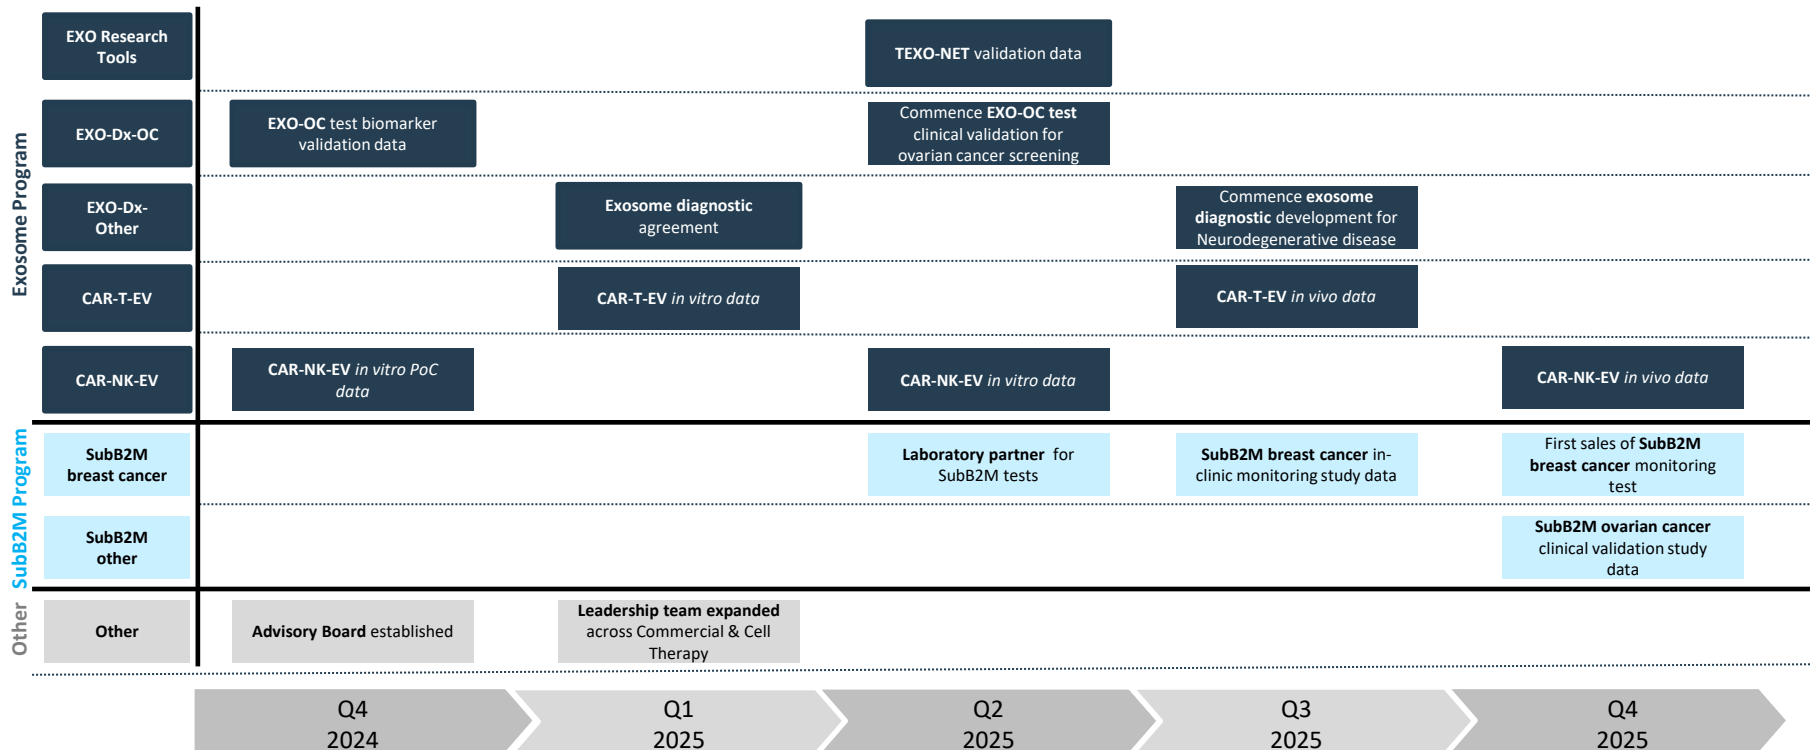 Exosome Program
EXO Research
Tools
TEXO-NET validation data
EXO-Dx-OC
EXO-OC test biomarker
validation data
Commence EXO-OC test
clinical validation for
ovarian cancer screening
EXO-Dx-
Other
Exosome diagnostic
agreement
Commence exosome
diagnostic development for
Neurodegenerative disease
CAR-T-EV
CAR-T-EV in vitro data
CAR-T-EV in vivo data
CAR-NK-EV
CAR-NK-EV in vitro PoC
data
CAR-NK-EV in vitro data
CAR-NK-EV in vivo data
SubB2M Program
SubB2M
breast cancer
Laboratory partner for
SubB2M tests
SubB2M breast cancer in-
clinic monitoring study data
First sales of SubB2M
breast cancer monitoring
test
SubB2M
other
SubB2M ovarian cancer
clinical validation study
data
Other
Other
Advisory Board established
Leadership team expanded
across Commercial & Cell
Therapy
Q4
2024
Q1
2025
Q2
2025
Q3
2025
Q4
2025